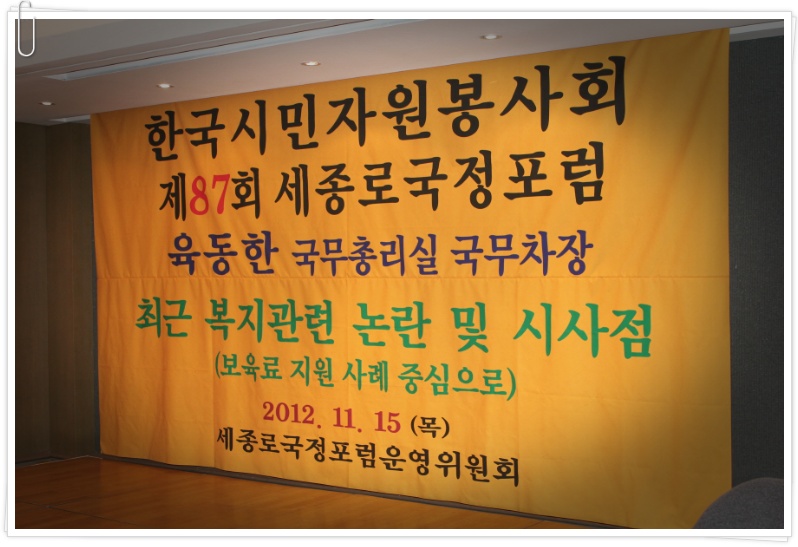 한국시민자원봉사회
제87회 세종로국정포럼
육동한 국무총리실 국무차장
최근 복지관련 논란 및 시사점
(보육료 지원 사례 중심으로)
2012. 11. 15 (목)
세종로국정포럼운영위원회